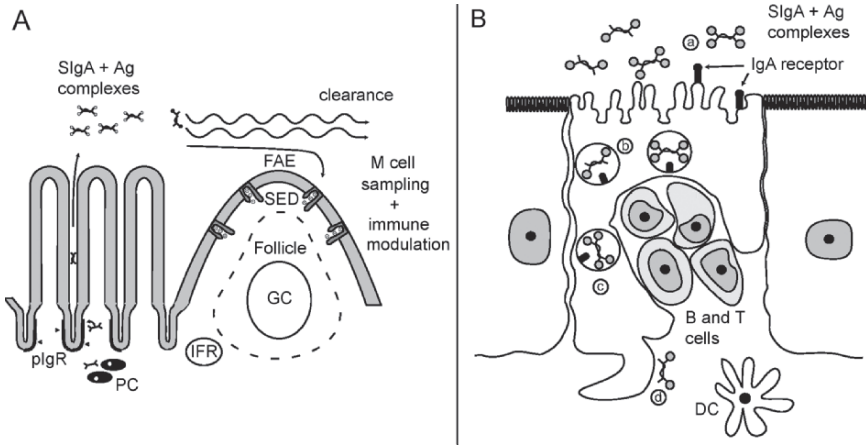 A
SIgA + Ag
complexes
clearance
FAE
SED
M cell
sampling
+
immune
modulation
Follicle
GC
IFR
pIgR
PC
B
SIgA + Ag
complexes
a
IgA receptor
b
c
B and T
cells
d
DC